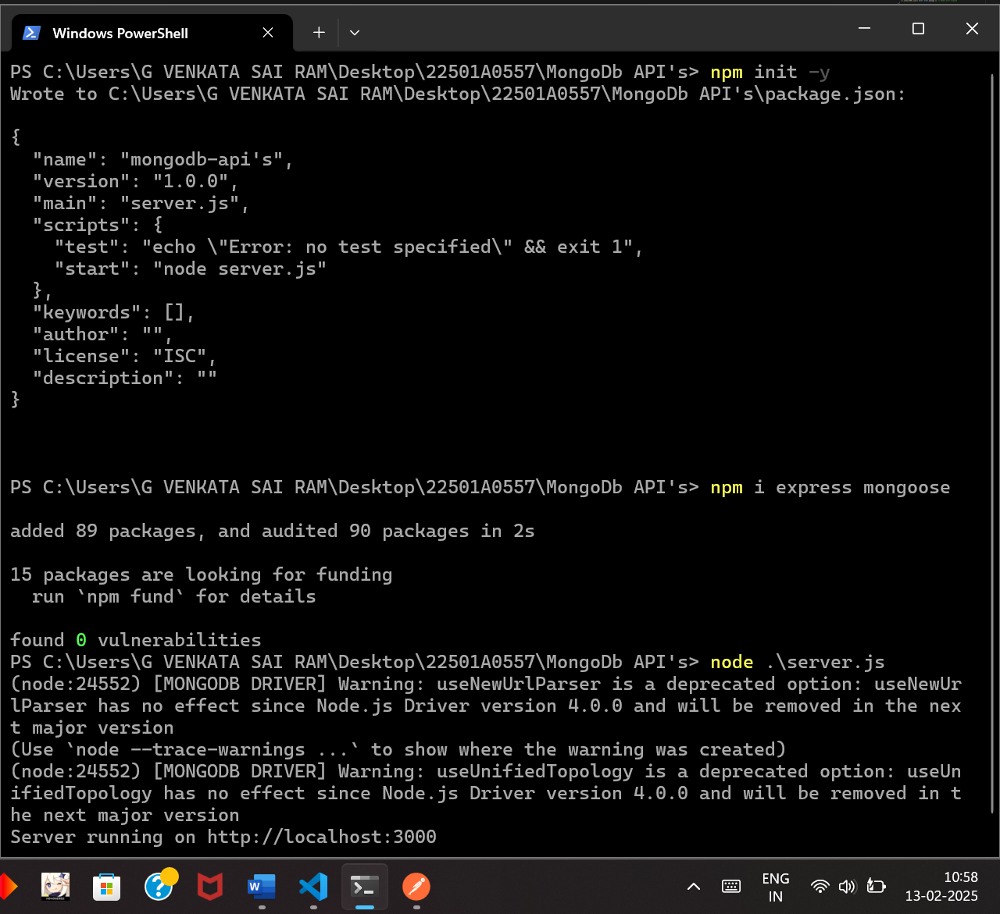 Windows PowerShell
PS C:\Users\G VENKATA SAI RAM\Desktop\22501A0557\MongoDb API's> npm init -y
Wrote to C:\Users\G VENKATA SAI RAM\Desktop\22501A0557\MongoDb API's\package.json:
{
  "name": "mongodb-api's",
  "version": "1.0.0",
  "main": "server.js",
  "scripts": {
    "test": "echo \"Error: no test specified\" && exit 1",
    "start": "node server.js"
  },
  "keywords": [],
  "author": "",
  "license": "ISC",
  "description": ""
}
PS C:\Users\G VENKATA SAI RAM\Desktop\22501A0557\MongoDb API's> npm i express mongoose
added 89 packages, and audited 90 packages in 2s
15 packages are looking for funding
  run `npm fund` for details
found 0 vulnerabilities
PS C:\Users\G VENKATA SAI RAM\Desktop\22501A0557\MongoDb API's> node .\server.js
(node:24552) [MONGODB DRIVER] Warning: useNewUrlParser is a deprecated option: useNewUr
lParser has no effect since Node.js Driver version 4.0.0 and will be removed in the nex
t major version
(Use `node --trace-warnings ...` to show where the warning was created)
(node:24552) [MONGODB DRIVER] Warning: useUnifiedTopology is a deprecated option: useUn
ifiedTopology has no effect since Node.js Driver version 4.0.0 and will be removed in t
he next major version
Server running on http://localhost:3000
W
ENG
IN
10:58
13-02-2025